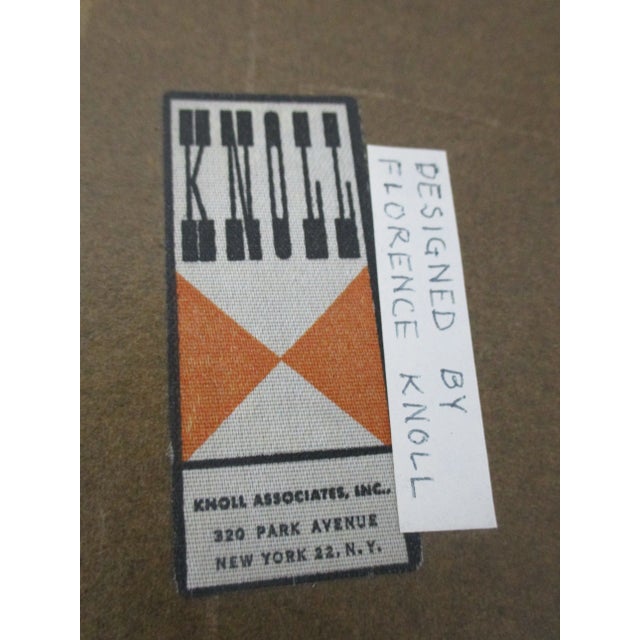 KNOLL
KNOLL ASSOCIATES, INC.,
320 PARK AVENUE
NEW YORK 22, N.Y.
DESIGNED BY
FLORENCE KNOLL